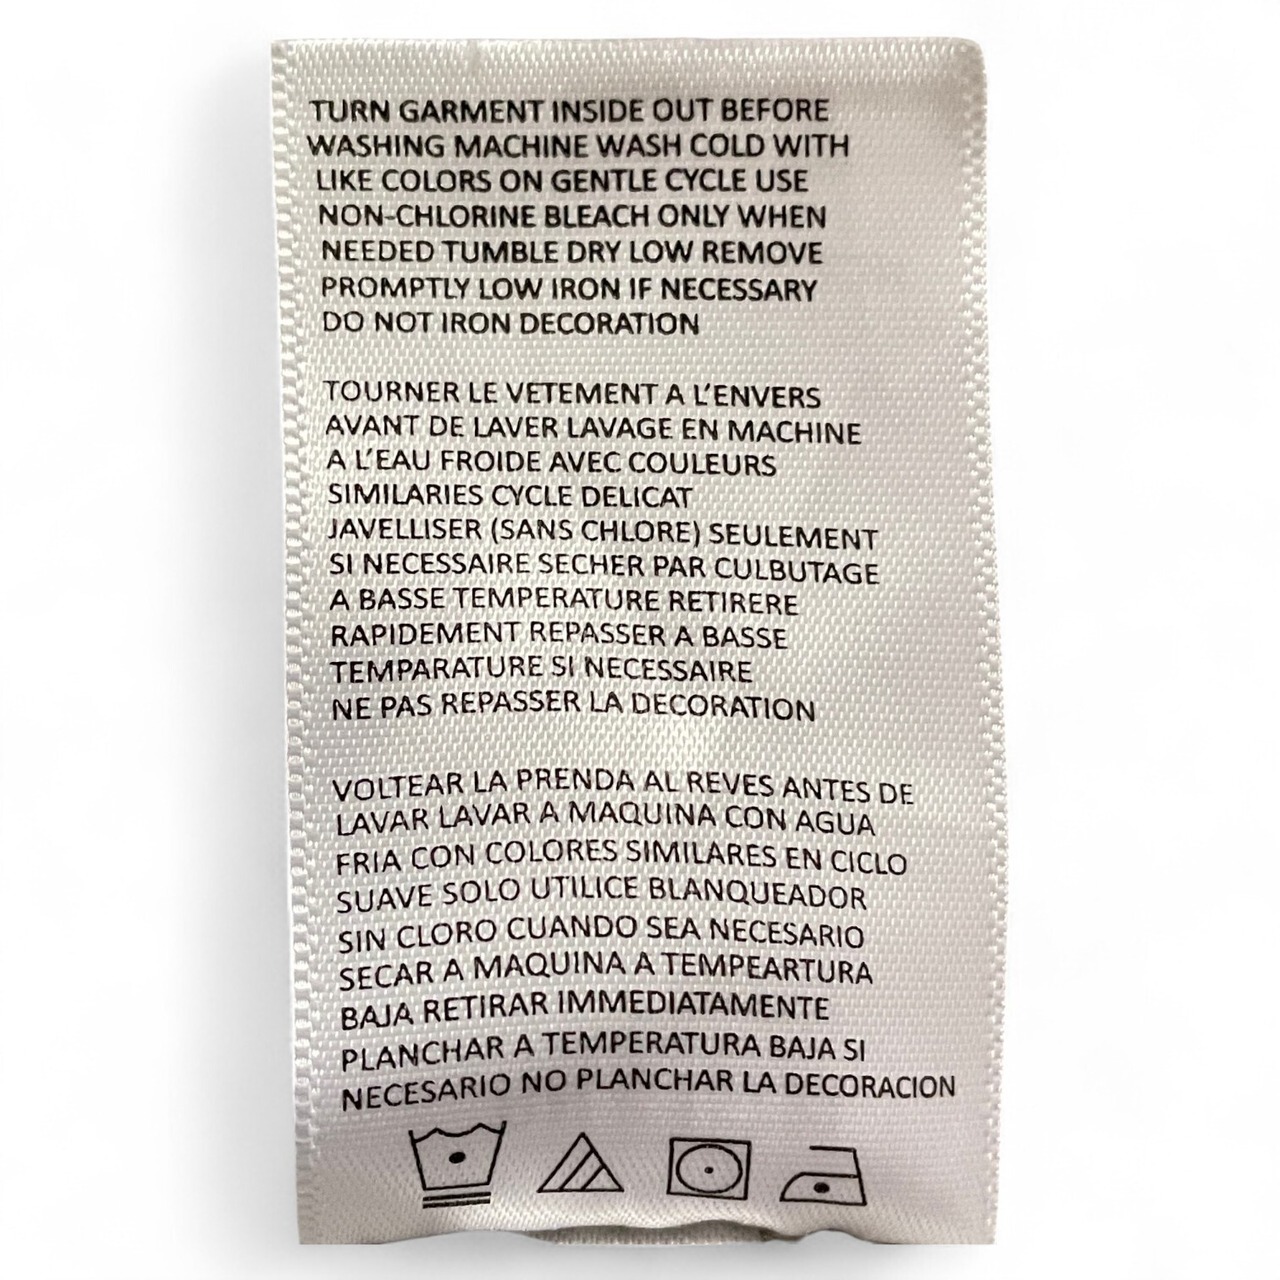 TURN GARMENT INSIDE OUT BEFORE
WASHING MACHINE WASH COLD WITH
LIKE COLORS ON GENTLE CYCLE USE
NON-CHLORINE BLEACH ONLY WHEN
NEEDED TUMBLE DRY LOW REMOVE
PROMPTLY LOW IRON IF NECESSARY
DO NOT IRON DECORATION
TOURNER LE VETEMENT A L'ENVERS
AVANT DE LAVER LAVAGE EN MACHINE
A L'EAU FROIDE AVEC COULEURS
SIMILARIES CYCLE DELICAT
JAVELLISER (SANS CHLORE) SEULEMENT
SI NECESSAIRE SECHER PAR CULBUTAGE
A BASSE TEMPERATURE RETIRERE
RAPIDEMENT REPASSER A BASSE
TEMPARATURE SI NECESSAIRE
NE PAS REPASSER LA DECORATION
VOLTEAR LA PRENDA AL REVES ANTES DE
LAVAR LAVAR A MAQUINA CON AGUA
FRIA CON COLORES SIMILARES EN CICLO
SUAVE SOLO UTILICE BLANQUEADOR
SIN CLORO CUANDO SEA NECESARIO
SECAR A MAQUINA A TEMPEARTURA
BAJA RETIRAR IMMEDIATAMENTE
PLANCHAR A TEMPERATURA BAJA SI
NECESARIO NO PLANCHAR LA DECORACION